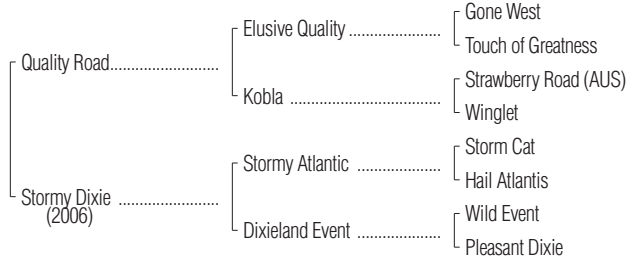 Gone West
Elusive Quality
Touch of Greatness
Quality Road
Strawberry Road (AUS)
Kobla
Winglet
Storm Cat
Stormy Atlantic
Hail Atlantis
Stormy Dixie
(2006)
Wild Event
Dixieland Event
Pleasant Dixie